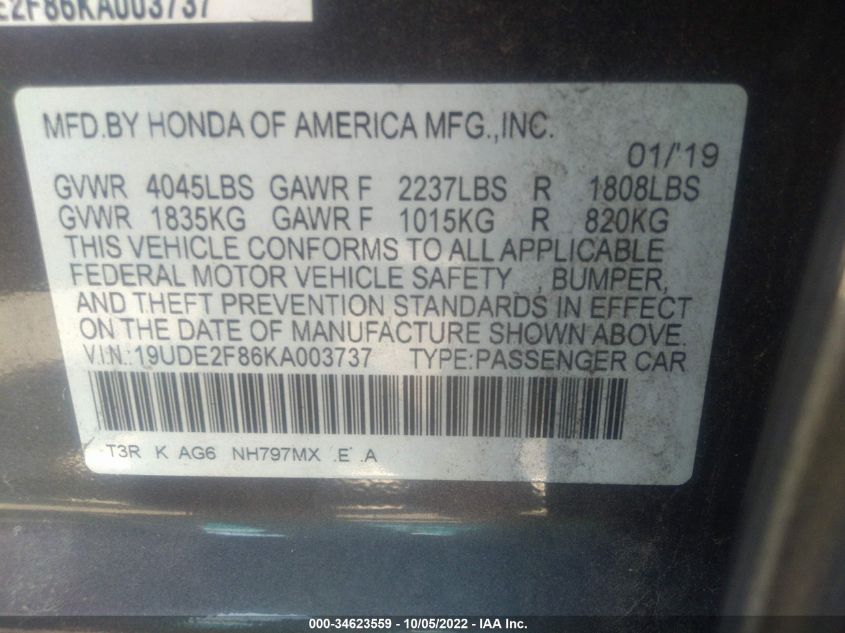 E2F86KA003737
MFD.BY HONDA OF AMERICA MFG.,INC.
01/'19
GVWR 4045LBS GAWR F 2237LBS R 1808LBS
GVWR 1835KG GAWR F 1015KG R 820KG
THIS VEHICLE CONFORMS TO ALL APPLICABLE
FEDERAL MOTOR VEHICLE SAFETY , BUMPER,
AND THEFT PREVENTION STANDARDS IN EFFECT
ON THE DATE OF MANUFACTURE SHOWN ABOVE.
V.I.N.:19UDE2F86KA003737 TYPE:PASSENGER CAR
T3R K AG6 NH797MX .E .A
000-34623559 - 10/05/2022 - IAA Inc.